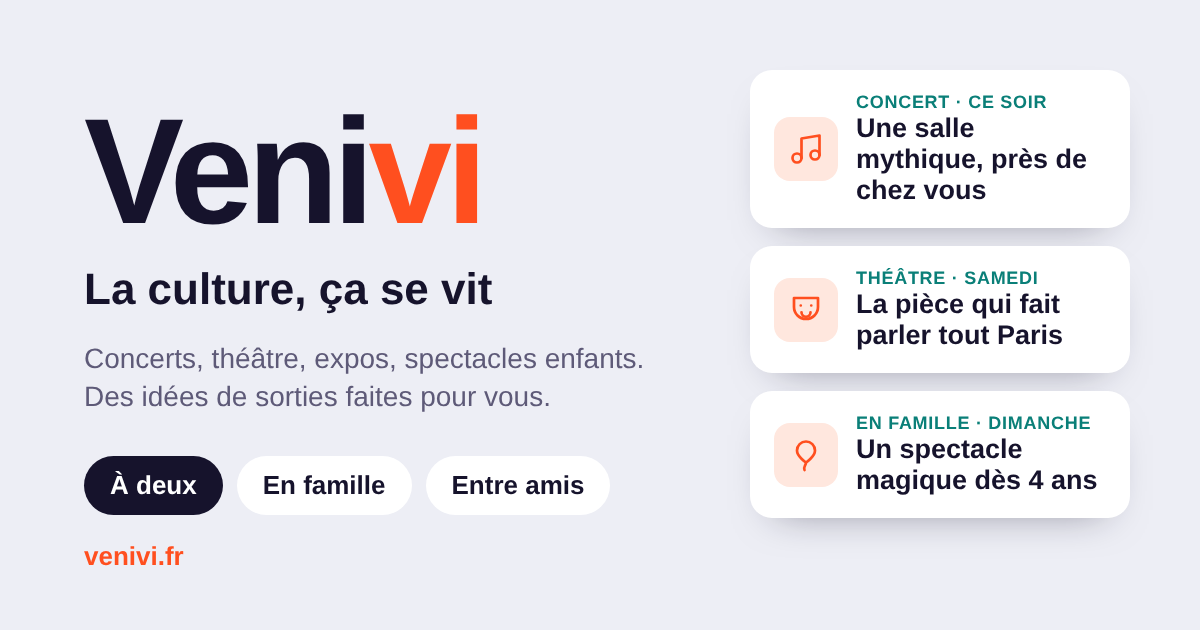 Venivi
La culture, ça se vit
Concerts, théâtre, expos, spectacles enfants.
Des idées de sorties faites pour vous.
À deux
En famille
Entre amis
venivi.fr
CONCERT · CE SOIR
Une salle
mythique, près de
chez vous
THÉÂTRE · SAMEDI
La pièce qui fait
parler tout Paris
EN FAMILLE · DIMANCHE
Un spectacle
magique dès 4 ans